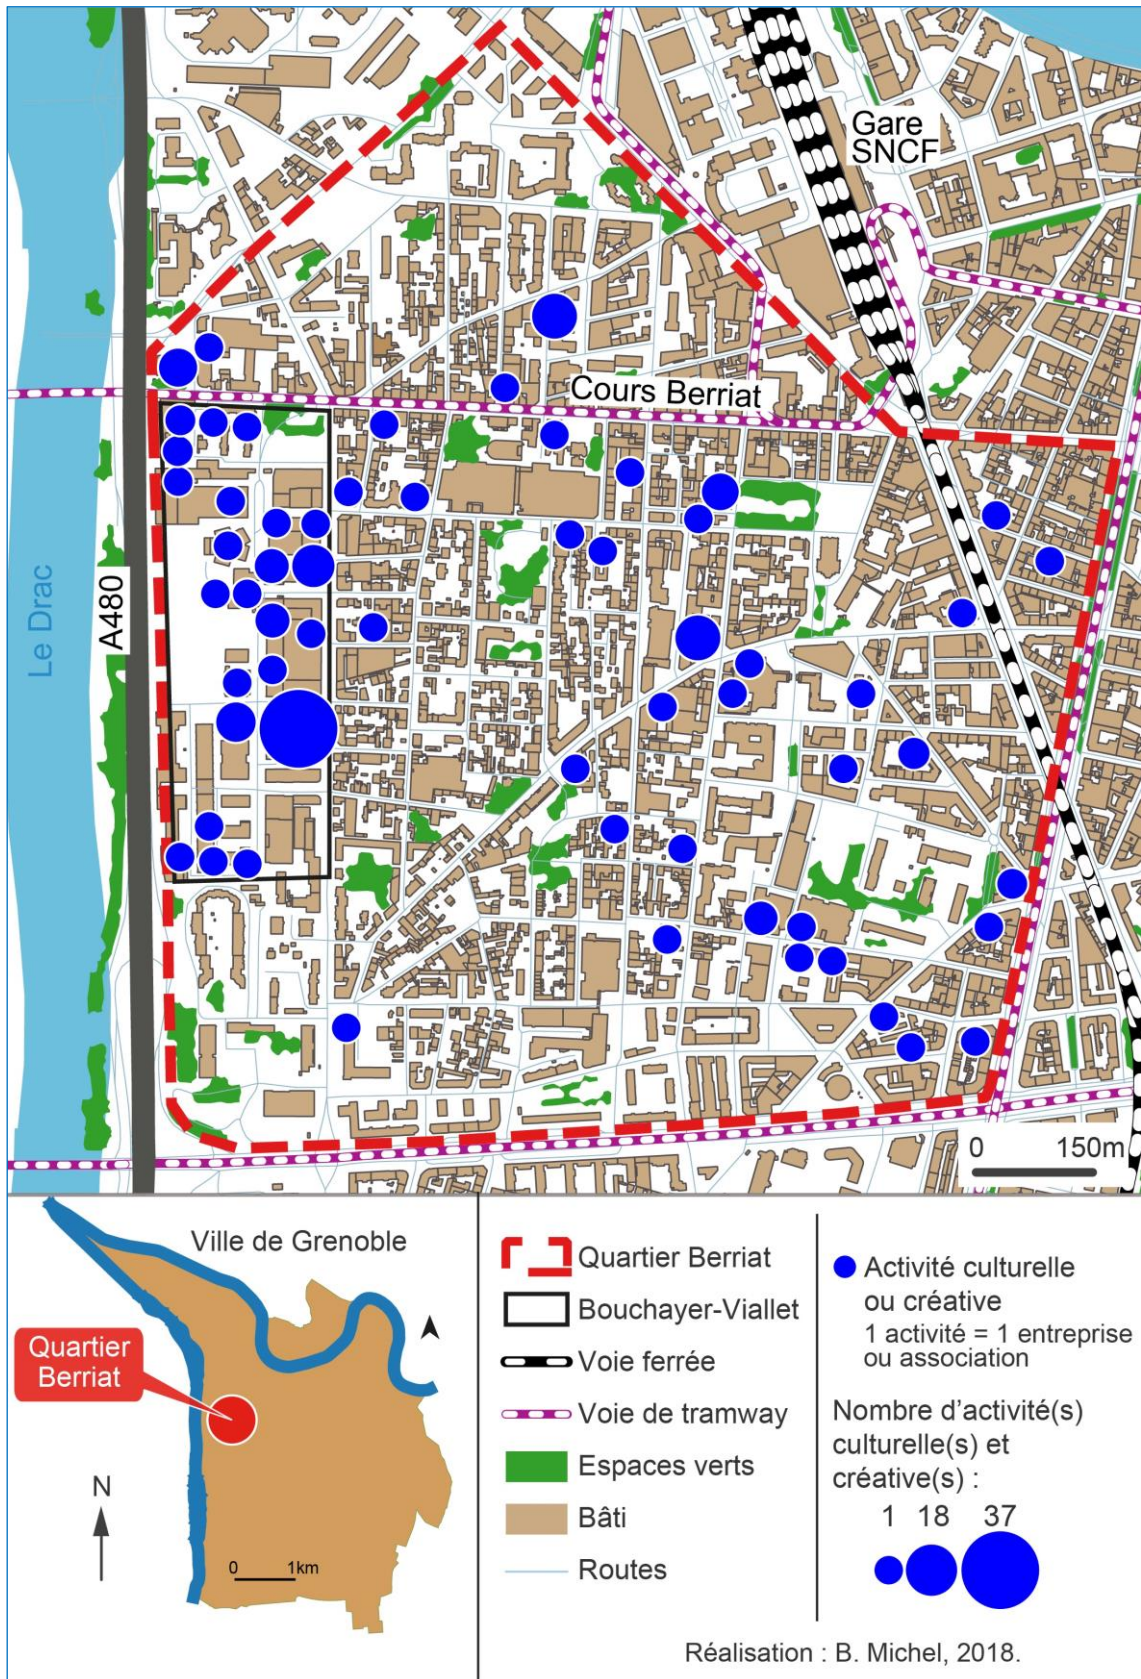 Gare
SNCF
Cours Berriat
Le Drac
A480
0 150m
Ville de Grenoble
Quartier
Berriat
N
0 1km
Quartier Berriat
Bouchayer-Viallet
Voie ferrée
Voie de tramway
Espaces verts
Bâti
Routes
Activité culturelle
ou créative
1 activité = 1 entreprise
ou association
Nombre d'activité(s)
culturelle(s) et
créative(s) :
1 18 37
Réalisation : B. Michel, 2018.